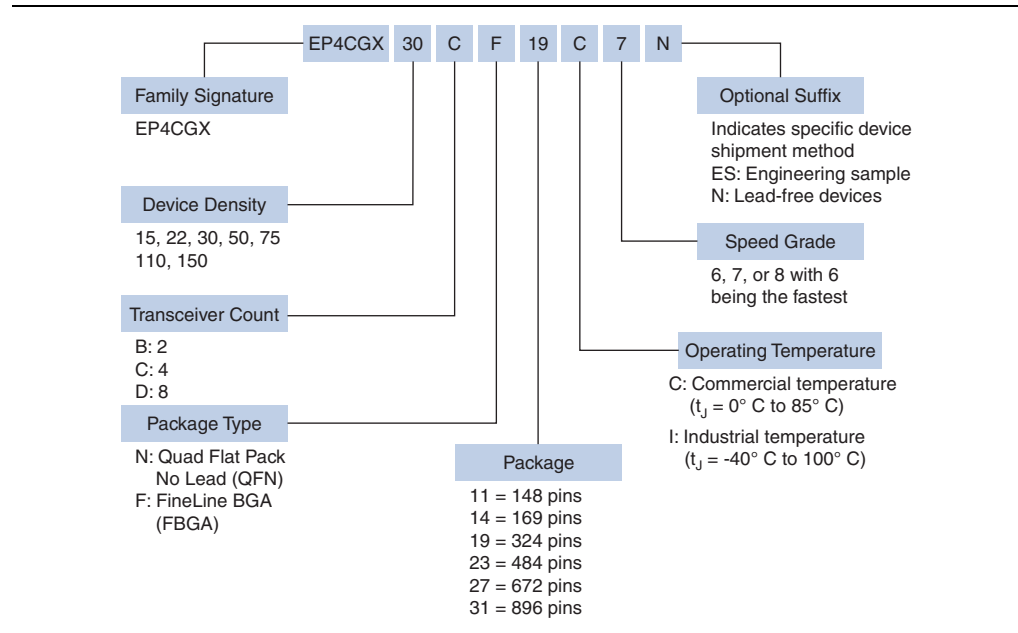 EP4CGX 30 C F 19 C 7 N
Family Signature
EP4CGX
Device Density
15, 22, 30, 50, 75
110, 150
Transceiver Count
B: 2
C: 4
D: 8
Package Type
N: Quad Flat Pack
No Lead (QFN)
F: FineLine BGA
(FBGA)
Package
11 = 148 pins
14 = 169 pins
19 = 324 pins
23 = 484 pins
27 = 672 pins
31 = 896 pins
Optional Suffix
Indicates specific device
shipment method
ES: Engineering sample
N: Lead-free devices
Speed Grade
6, 7, or 8 with 6
being the fastest
Operating Temperature
C: Commercial temperature
(tJ = 0° C to 85° C)
I: Industrial temperature
(tJ = -40° C to 100° C)